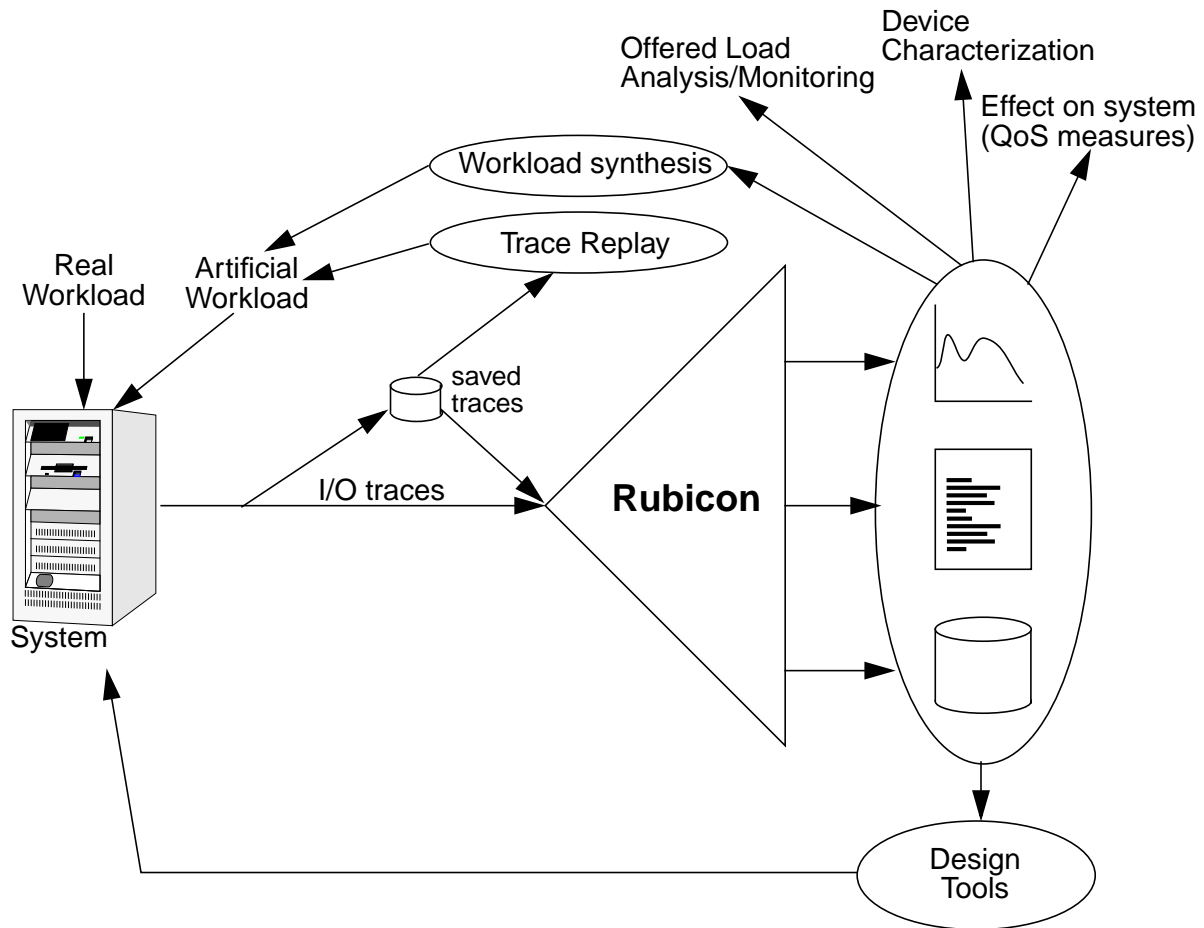 Device
Characterization
Offered Load
Analysis/Monitoring
Effect on system
(QoS measures)
Workload synthesis
Trace Replay
Real
Workload
Artificial
Workload
saved
traces
I/O traces
Rubicon
System
Design
Tools